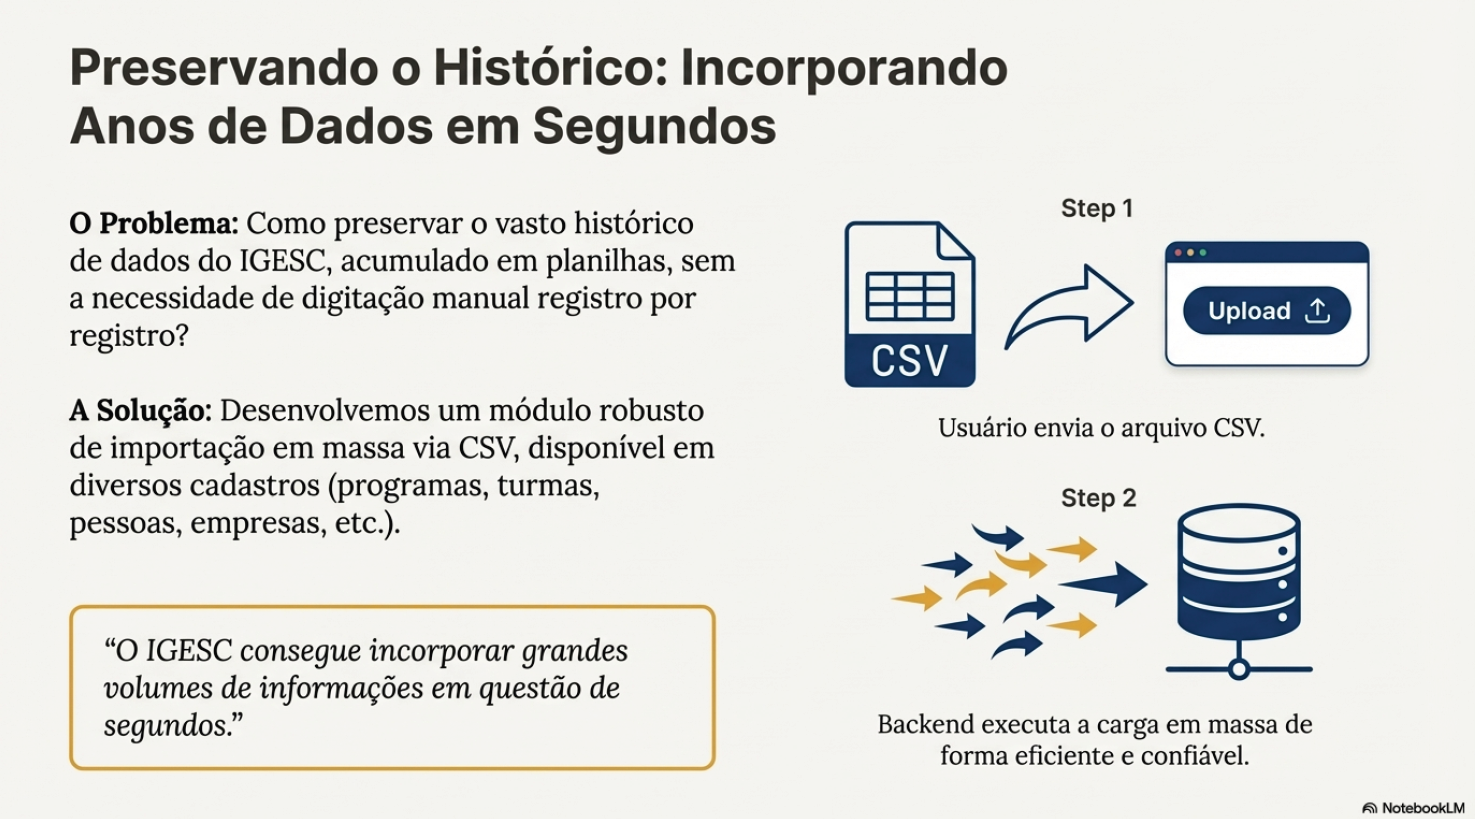 Preservando o Histórico: Incorporando
Anos de Dados em Segundos
O Problema: Como preservar o vasto histórico
de dados do IGESC, acumulado em planilhas, sem
a necessidade de digitação manual registro por
registro?
A Solução: Desenvolvemos um módulo robusto
de importação em massa via CSV, disponível em
diversos cadastros (programas, turmas,
pessoas, empresas, etc.).
“O IGESC consegue incorporar grandes
volumes de informações em questão de
segundos.”
Step 1
CSV
Upload
Usuário envia o arquivo CSV.
Step 2
Backend executa a carga em massa de
forma eficiente e confiável.
NotebookLM